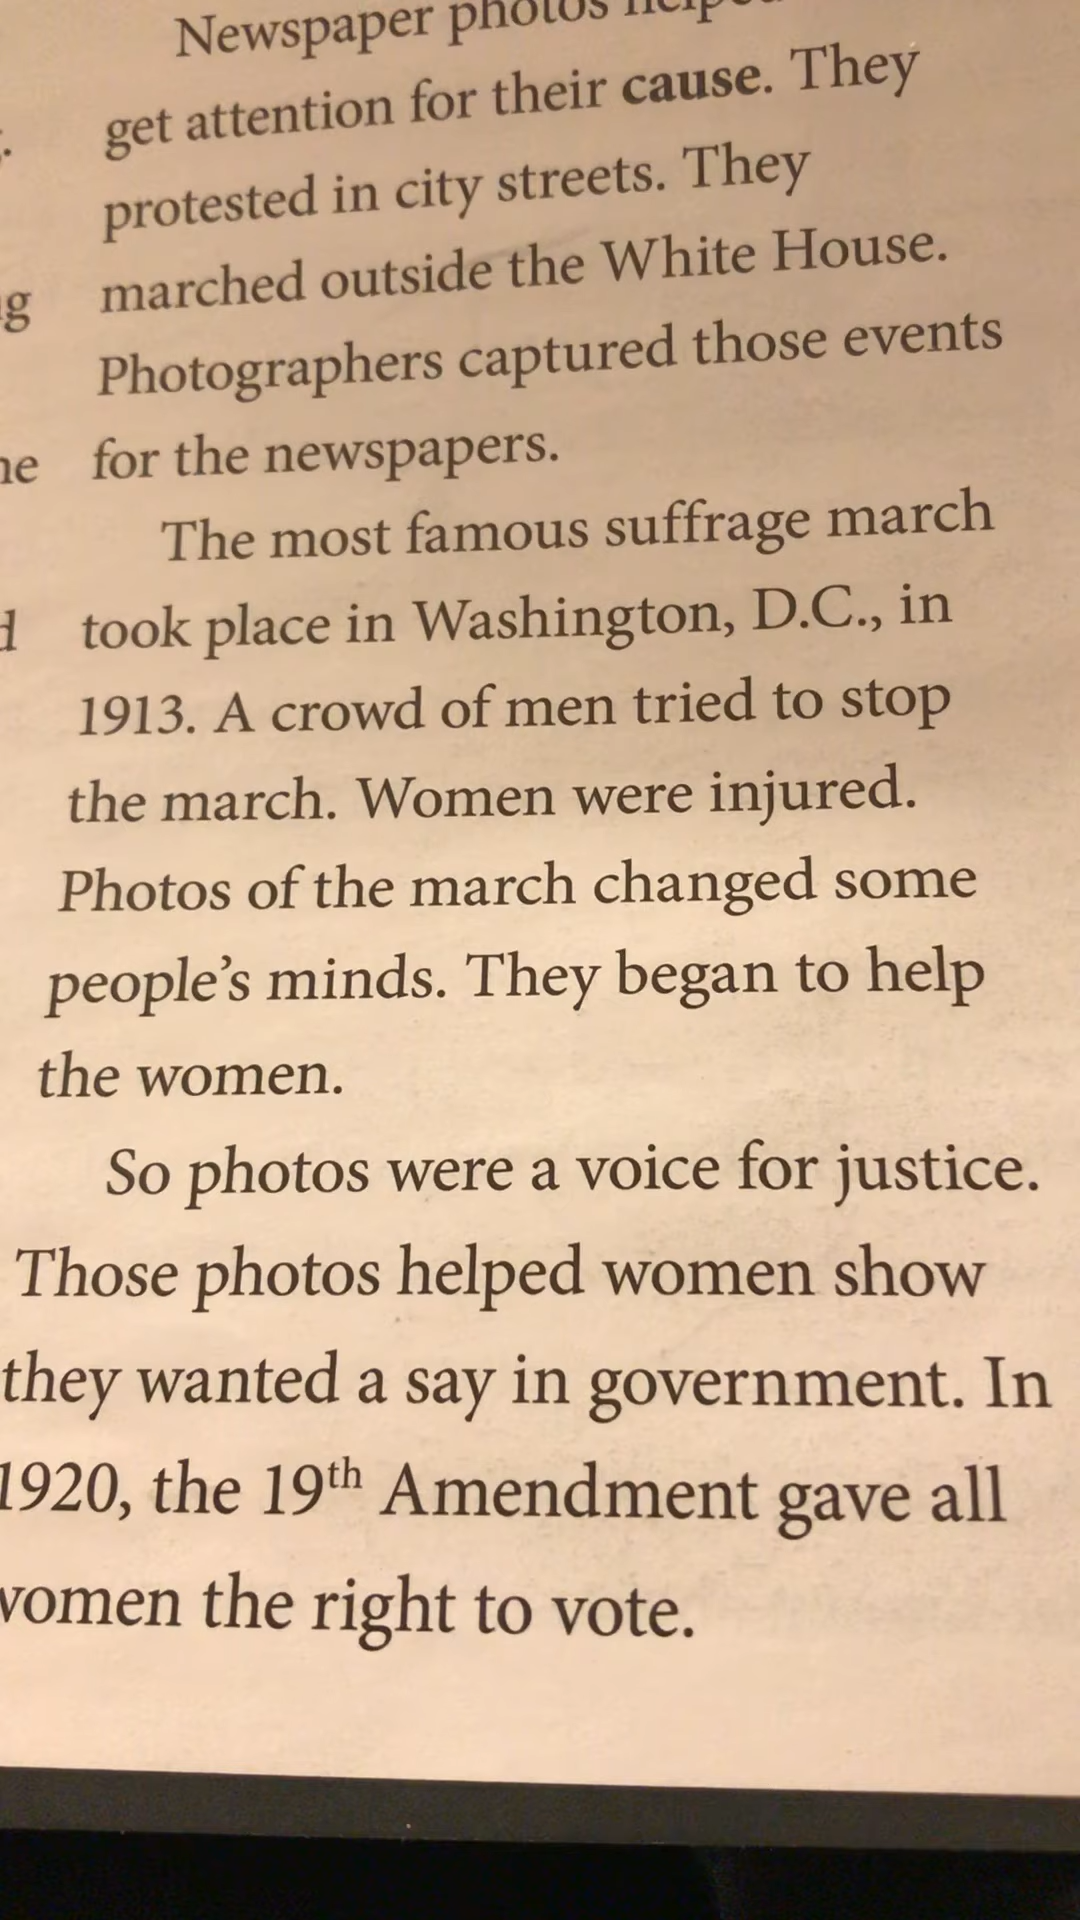 Newspaper photos helped
get attention for their cause. They
protested in city streets. They
marched outside the White House.
Photographers captured those events
for the newspapers.
The most famous suffrage march
took place in Washington, D.C., in
1913. A crowd of men tried to stop
the march. Women were injured.
Photos of the march changed some
people’s minds. They began to help
the women.
So photos were a voice for justice.
Those photos helped women show
they wanted a say in government. In
1920, the 19th Amendment gave all
women the right to vote.